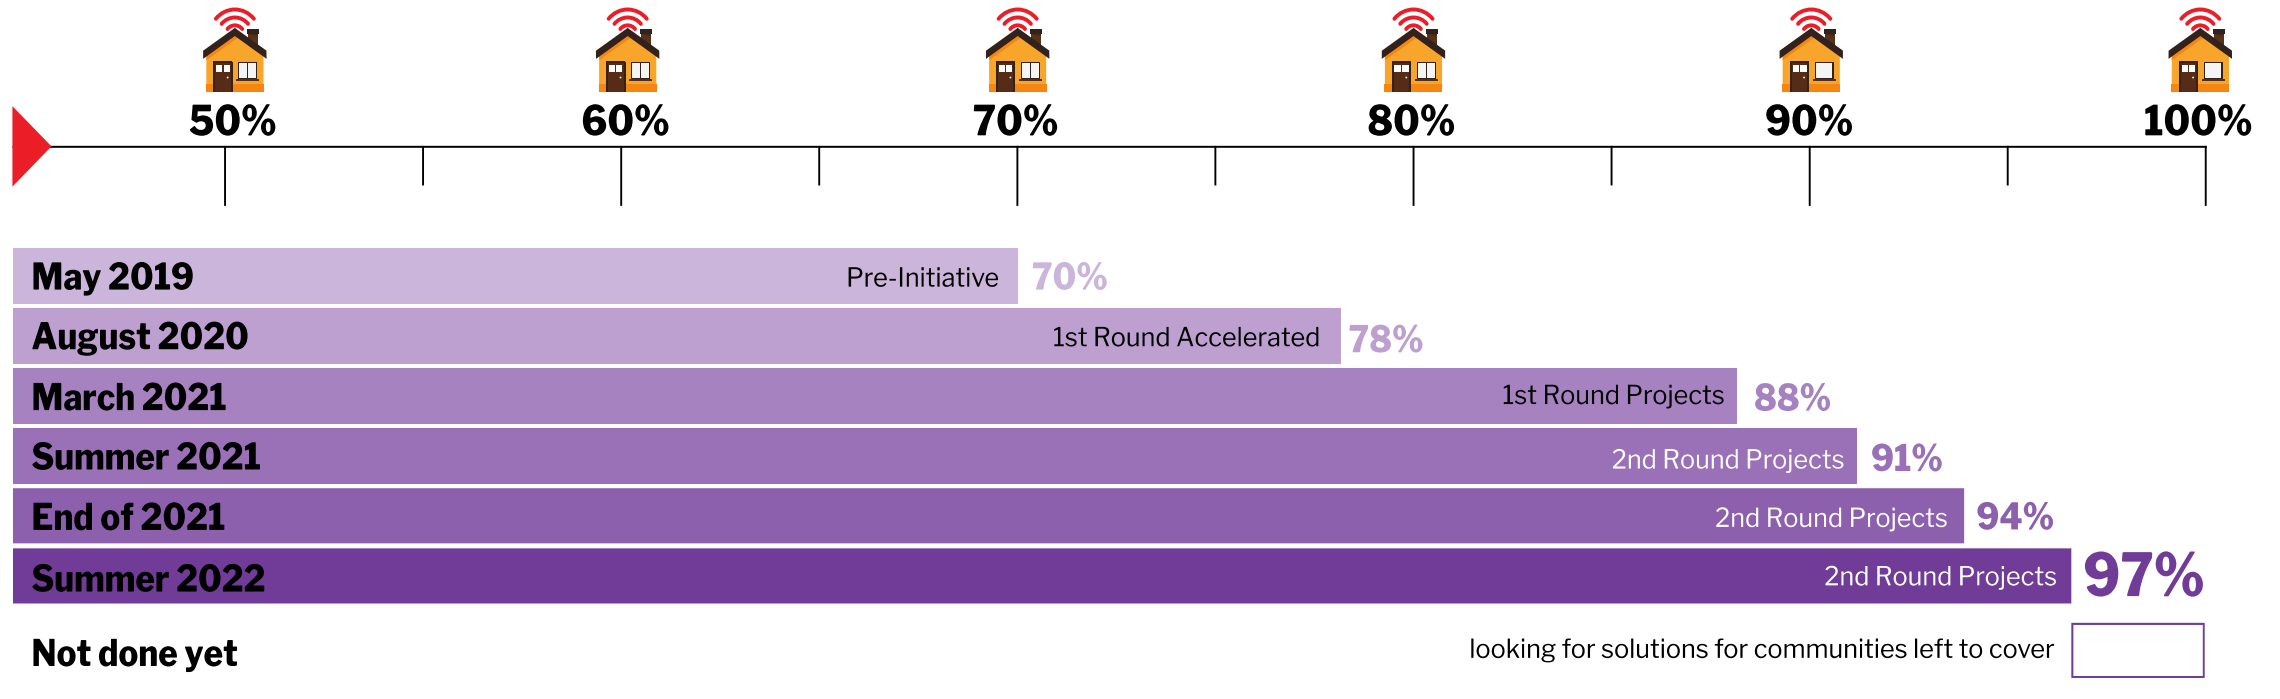 50% 60% 70% 80% 90% 100%
May 2019 Pre-Initiative 70%
August 2020 1st Round Accelerated 78%
March 2021 1st Round Projects 88%
Summer 2021 2nd Round Projects 91%
End of 2021 2nd Round Projects 94%
Summer 2022 2nd Round Projects 97%
Not done yet looking for solutions for communities left to cover